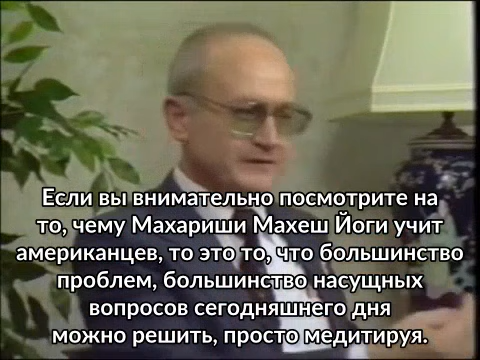 Если вы внимательно посмотрите на
то, чему Махариши Махеш Йоги учит
американцев, то это то, что большинство
проблем, большинство насущных
вопросов сегодняшнего дня
можно решить, просто медитируя.